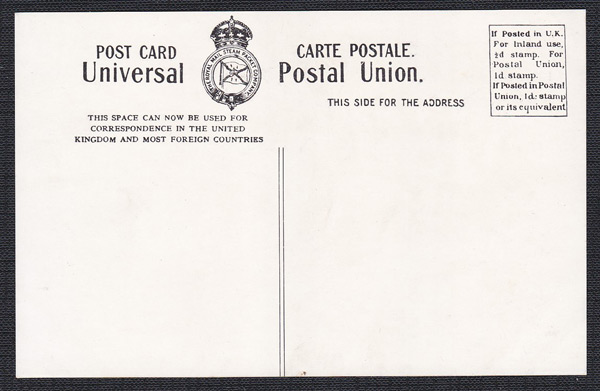 POST CARD
Universal
THE ROYAL MAIL STEAM PACKET COMPANY
CARTE POSTALE.
Postal Union.
THIS SIDE FOR THE ADDRESS
THIS SPACE CAN NOW BE USED FOR
CORRESPONDENCE IN THE UNITED
KINGDOM AND MOST FOREIGN COUNTRIES
If Posted in U.K.
For Inland use,
½d stamp. For
Postal Union,
1d stamp.
If Posted in Postal
Union, 1d: stamp
or its equivalent